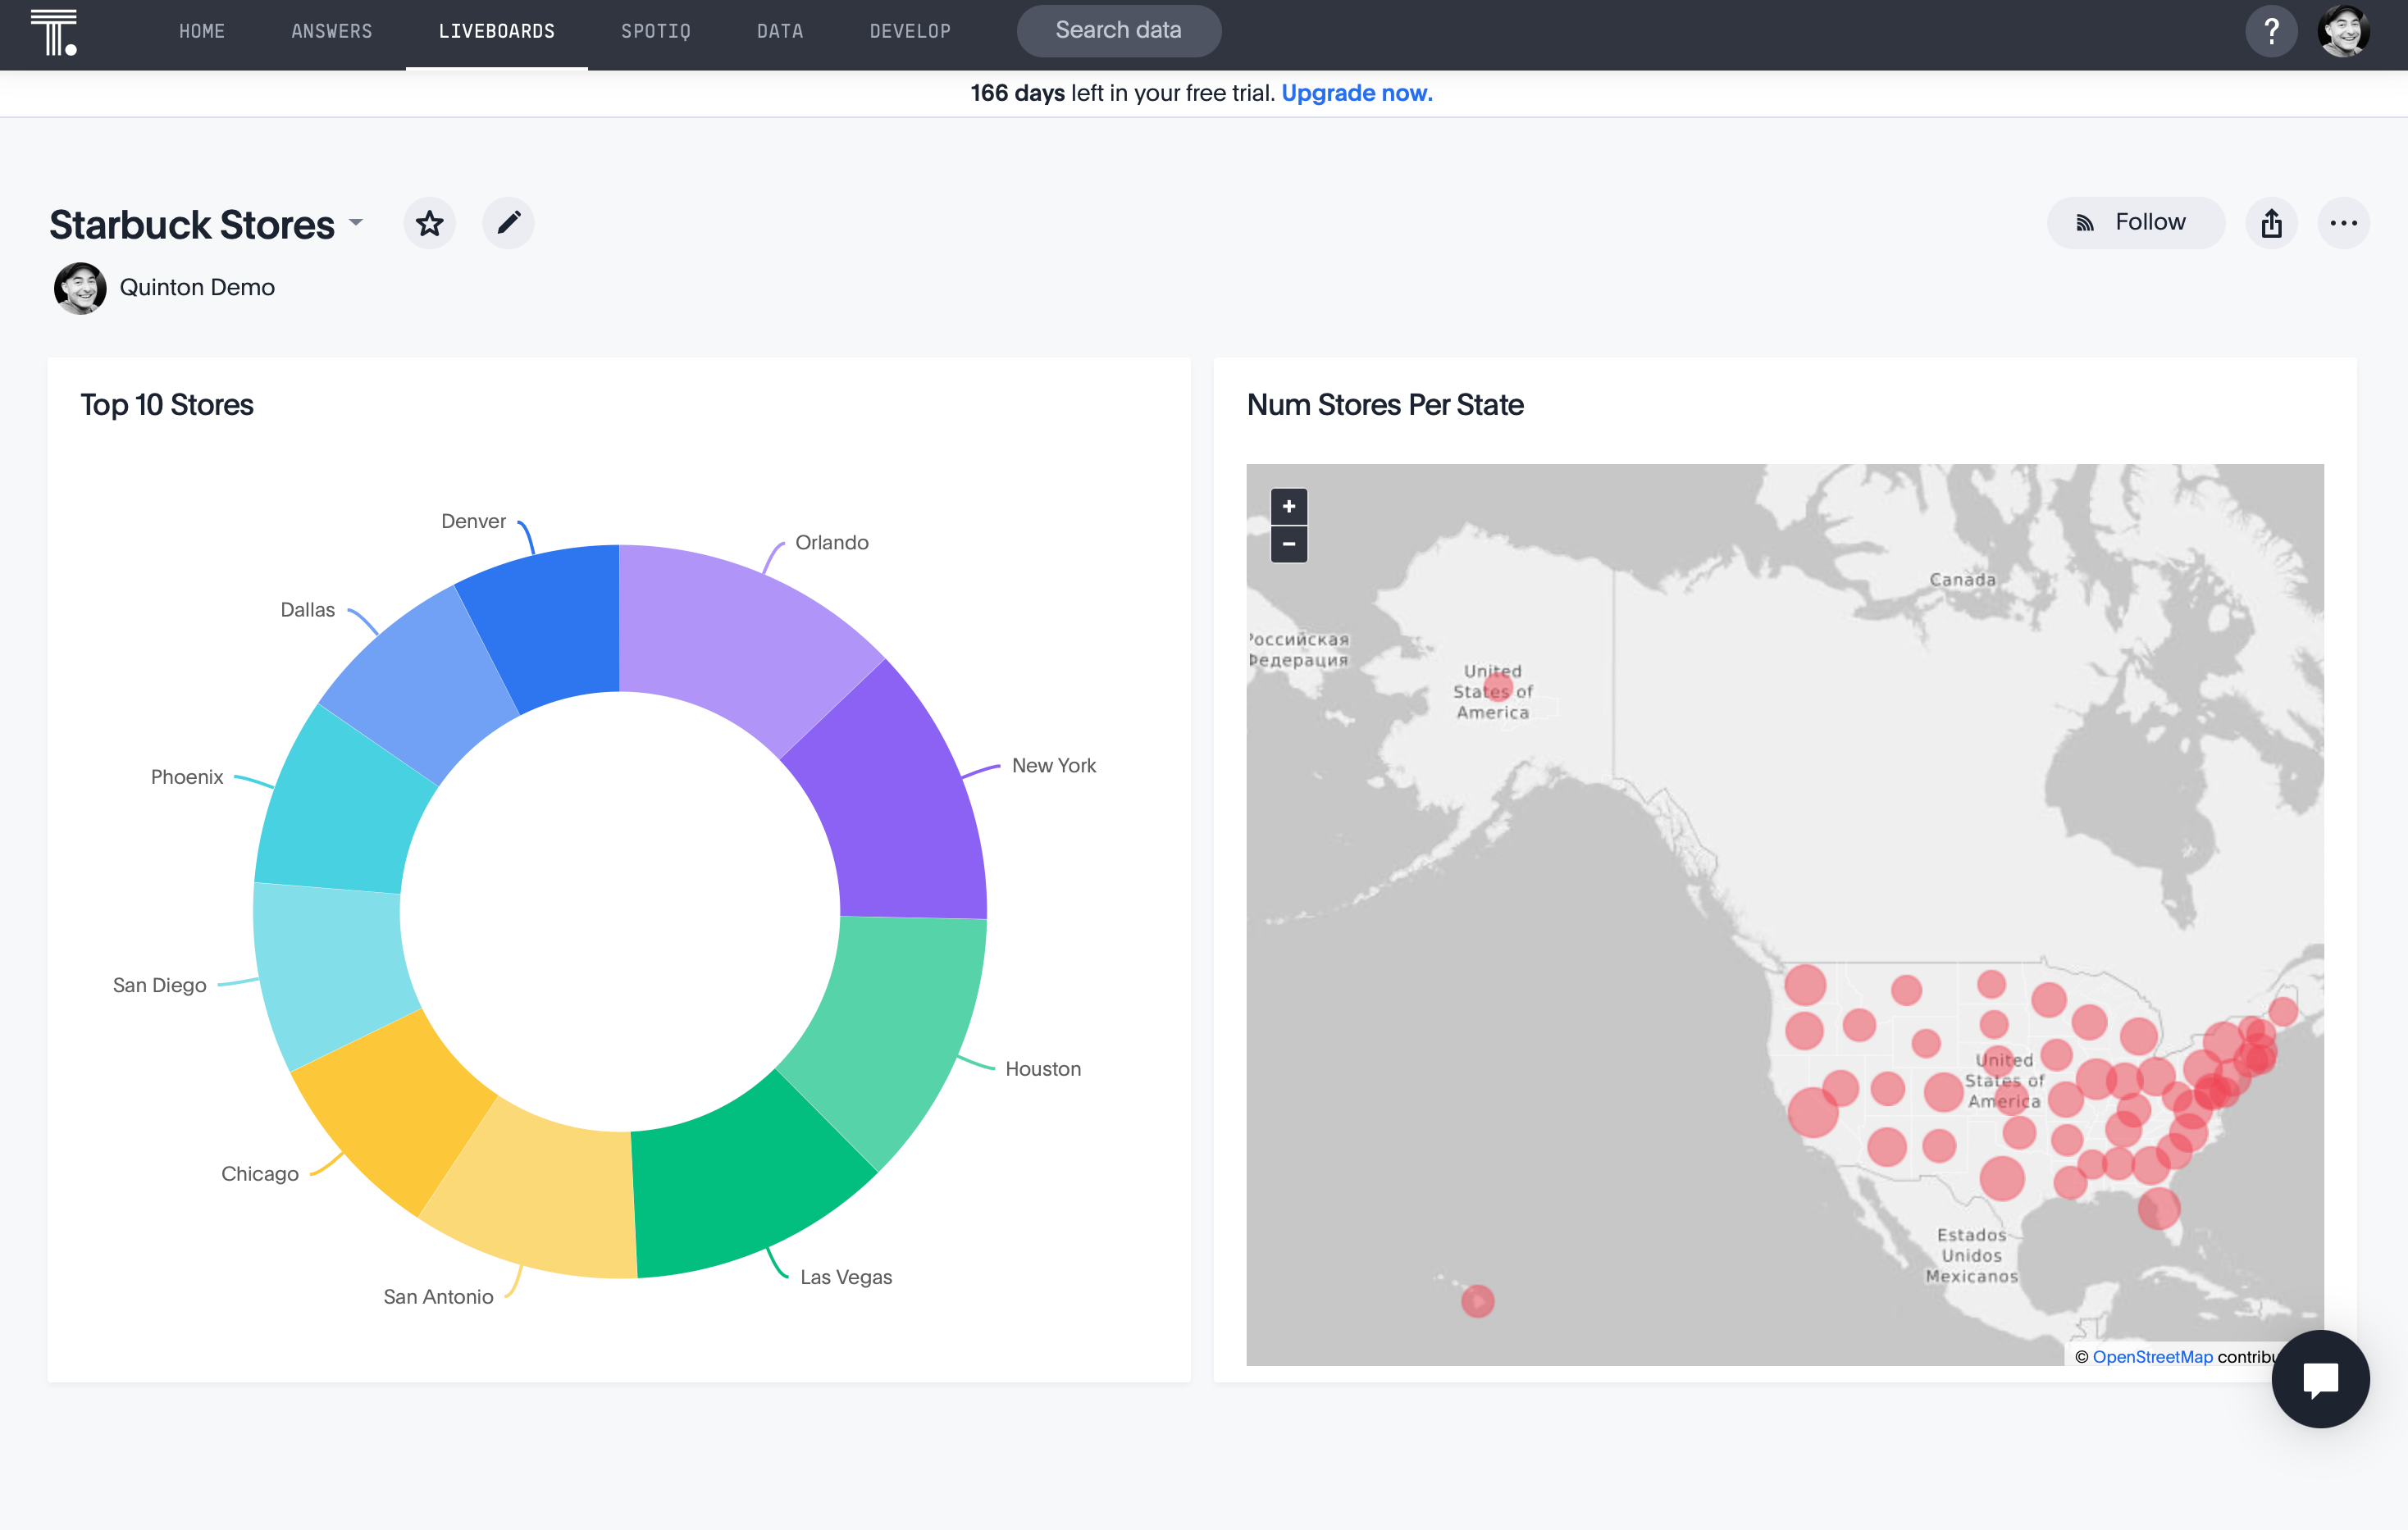 HOME ANSWERS LIVEBOARDS SPOTIQ DATA DEVELOP Search data ?
166 days left in your free trial. Upgrade now.
Starbuck Stores
Follow
Quinton Demo
Top 10 Stores
Denver
Orlando
Dallas
New York
Phoenix
San Diego
Houston
Chicago
Las Vegas
San Antonio
Num Stores Per State
+
−
Canada
Российская
Федерация
United
States of
America
United
States of
America
Estados
Unidos
Mexicanos
© OpenStreetMap contribu